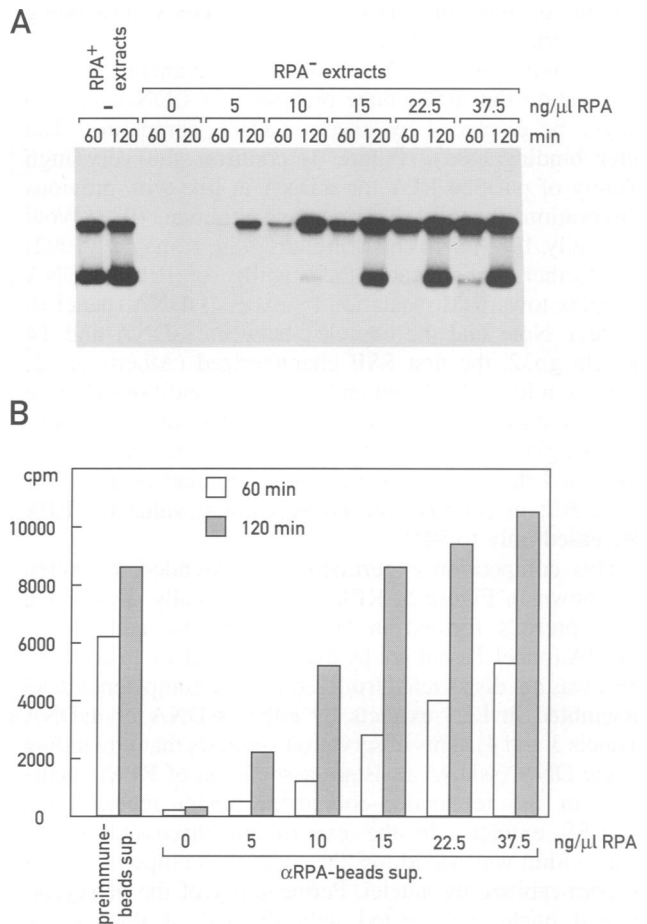 A
RPA+ extracts
RPA− extracts
− 0 5 10 15 22.5 37.5 ng/μl RPA
60 120 60 120 60 120 60 120 60 120 60 120 60 120 min
B
cpm
60 min
120 min
10000
8000
6000
4000
2000
0
preimmune-beads sup.
0 5 10 15 22.5 37.5 ng/μl RPA
αRPA-beads sup.